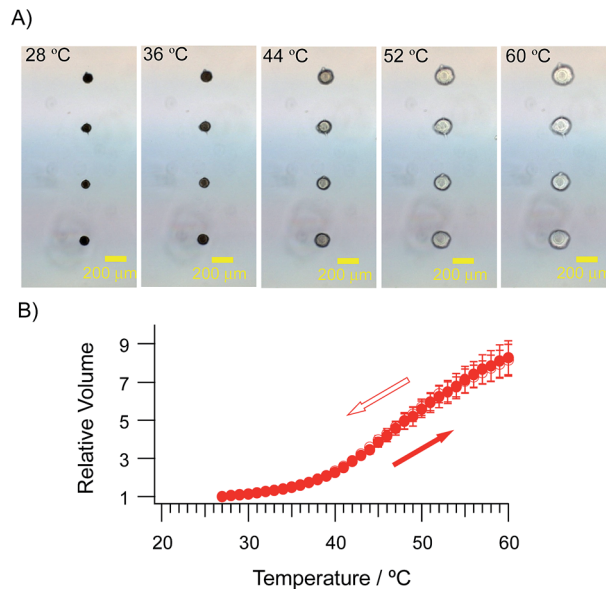 A)
28 ºC 36 ºC 44 ºC 52 ºC 60 ºC
200 μm 200 μm 200 μm 200 μm 200 μm
B)
9
7
5
3
1
Relative Volume
20 30 40 50 60
Temperature / ºC